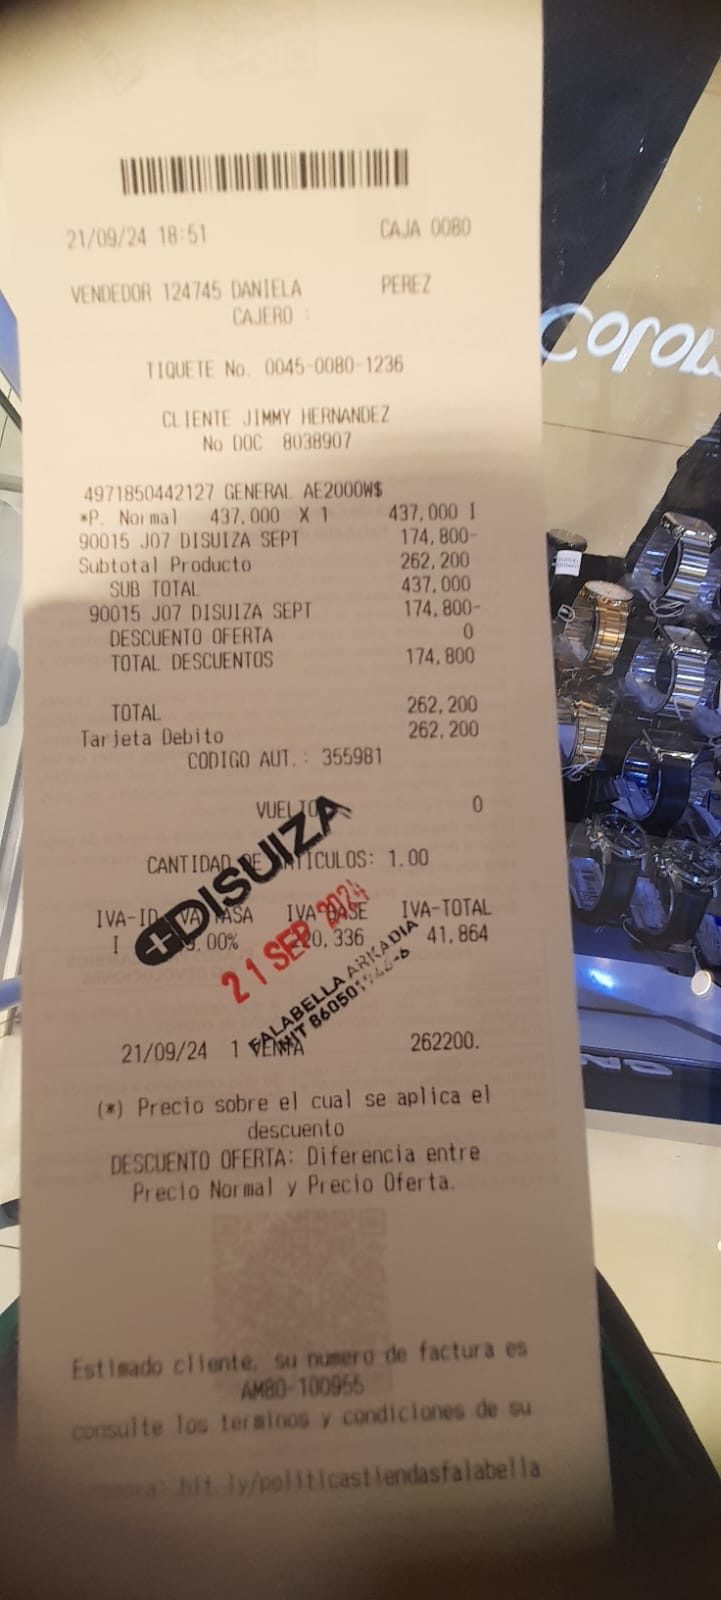 21/09/24 18:51 CAJA 0080
VENDEDOR 124745 DANIELA PEREZ
CAJERO :
TIQUETE No. 0045-0080-1236
CLIENTE JIMMY HERNANDEZ
No DOC 8038907
4971850442127 GENERAL AE2000W$
*P. Normal 437.000 X 1 437,000 I
90015 J07 DISUIZA SEPT 174,800-
Subtotal Producto 262,200
SUB TOTAL 437,000
90015 J07 DISUIZA SEPT 174,800-
DESCUENTO OFERTA 0
TOTAL DESCUENTOS 174,800
TOTAL 262,200
Tarjeta Debito 262,200
CODIGO AUT.: 355981
VUELTO 0
CANTIDAD DE ARTICULOS: 1.00
DISUIZA
IVA-ID IVA-TASA IVA-BASE IVA-TOTAL
I 41,864
21 SEP 2024
FALABELLA ARKADIA
NIT
21/09/24 1 VENTA 262200.
(*) Precio sobre el cual se aplica el
descuento
DESCUENTO OFERTA: Diferencia entre
Precio Normal y Precio Oferta.
Estimado cliente, su numero de factura es
AM80-100955
consulte los terminos y condiciones de su
bit.ly/politicastiendasfalabella